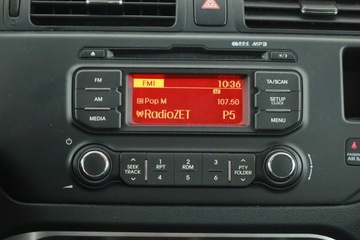 MP3
FM
AM
MEDIA
FM1 10:36
AF
Pop M 107.50
RadioZET P5
TA/SCAN
SETUP
CLOCK
MENU
SEEK
TRACK
1 RPT 2 RDM 3
4 5 6
PTY
FOLDER